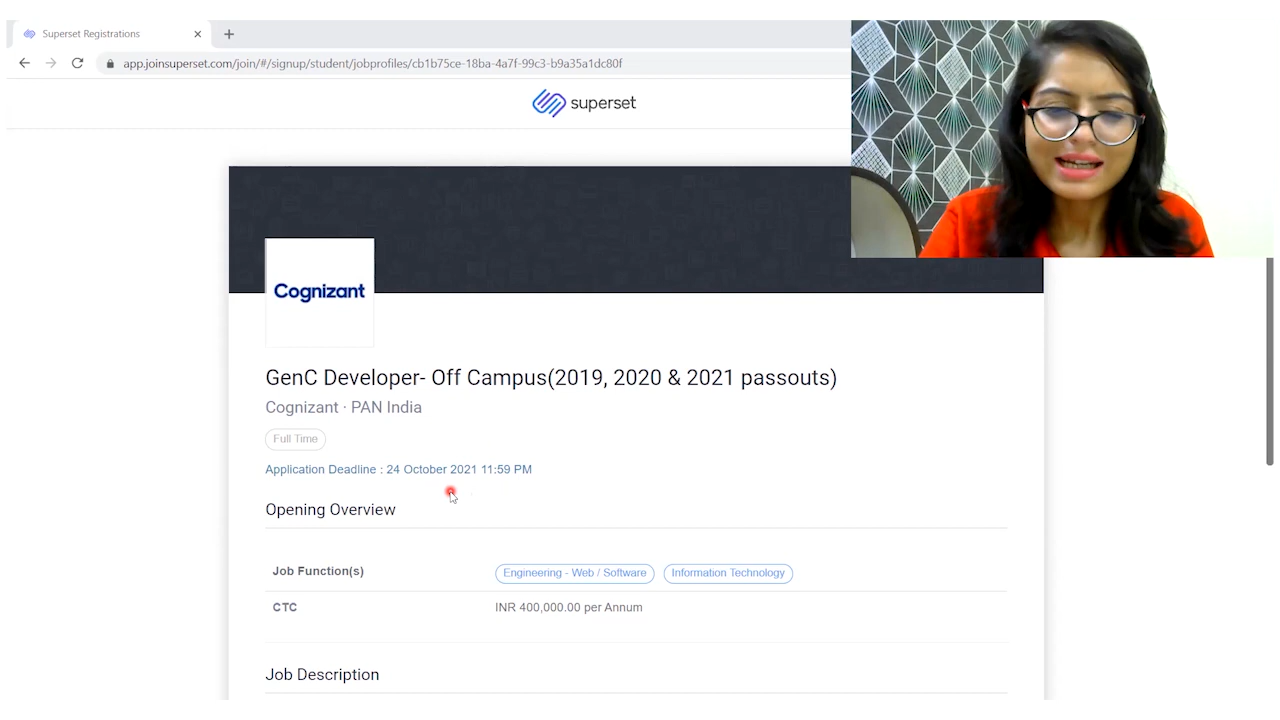 Superset Registrations
app.joinsuperset.com/join/#/signup/student/jobprofiles/cb1b75ce-18ba-4a7f-99c3-b9a35a1dc80f
superset
Cognizant
GenC Developer- Off Campus(2019, 2020 & 2021 passouts)
Cognizant · PAN India
Full Time
Application Deadline : 24 October 2021 11:59 PM
Opening Overview
Job Function(s) Engineering - Web / Software Information Technology
CTC INR 400,000.00 per Annum
Job Description